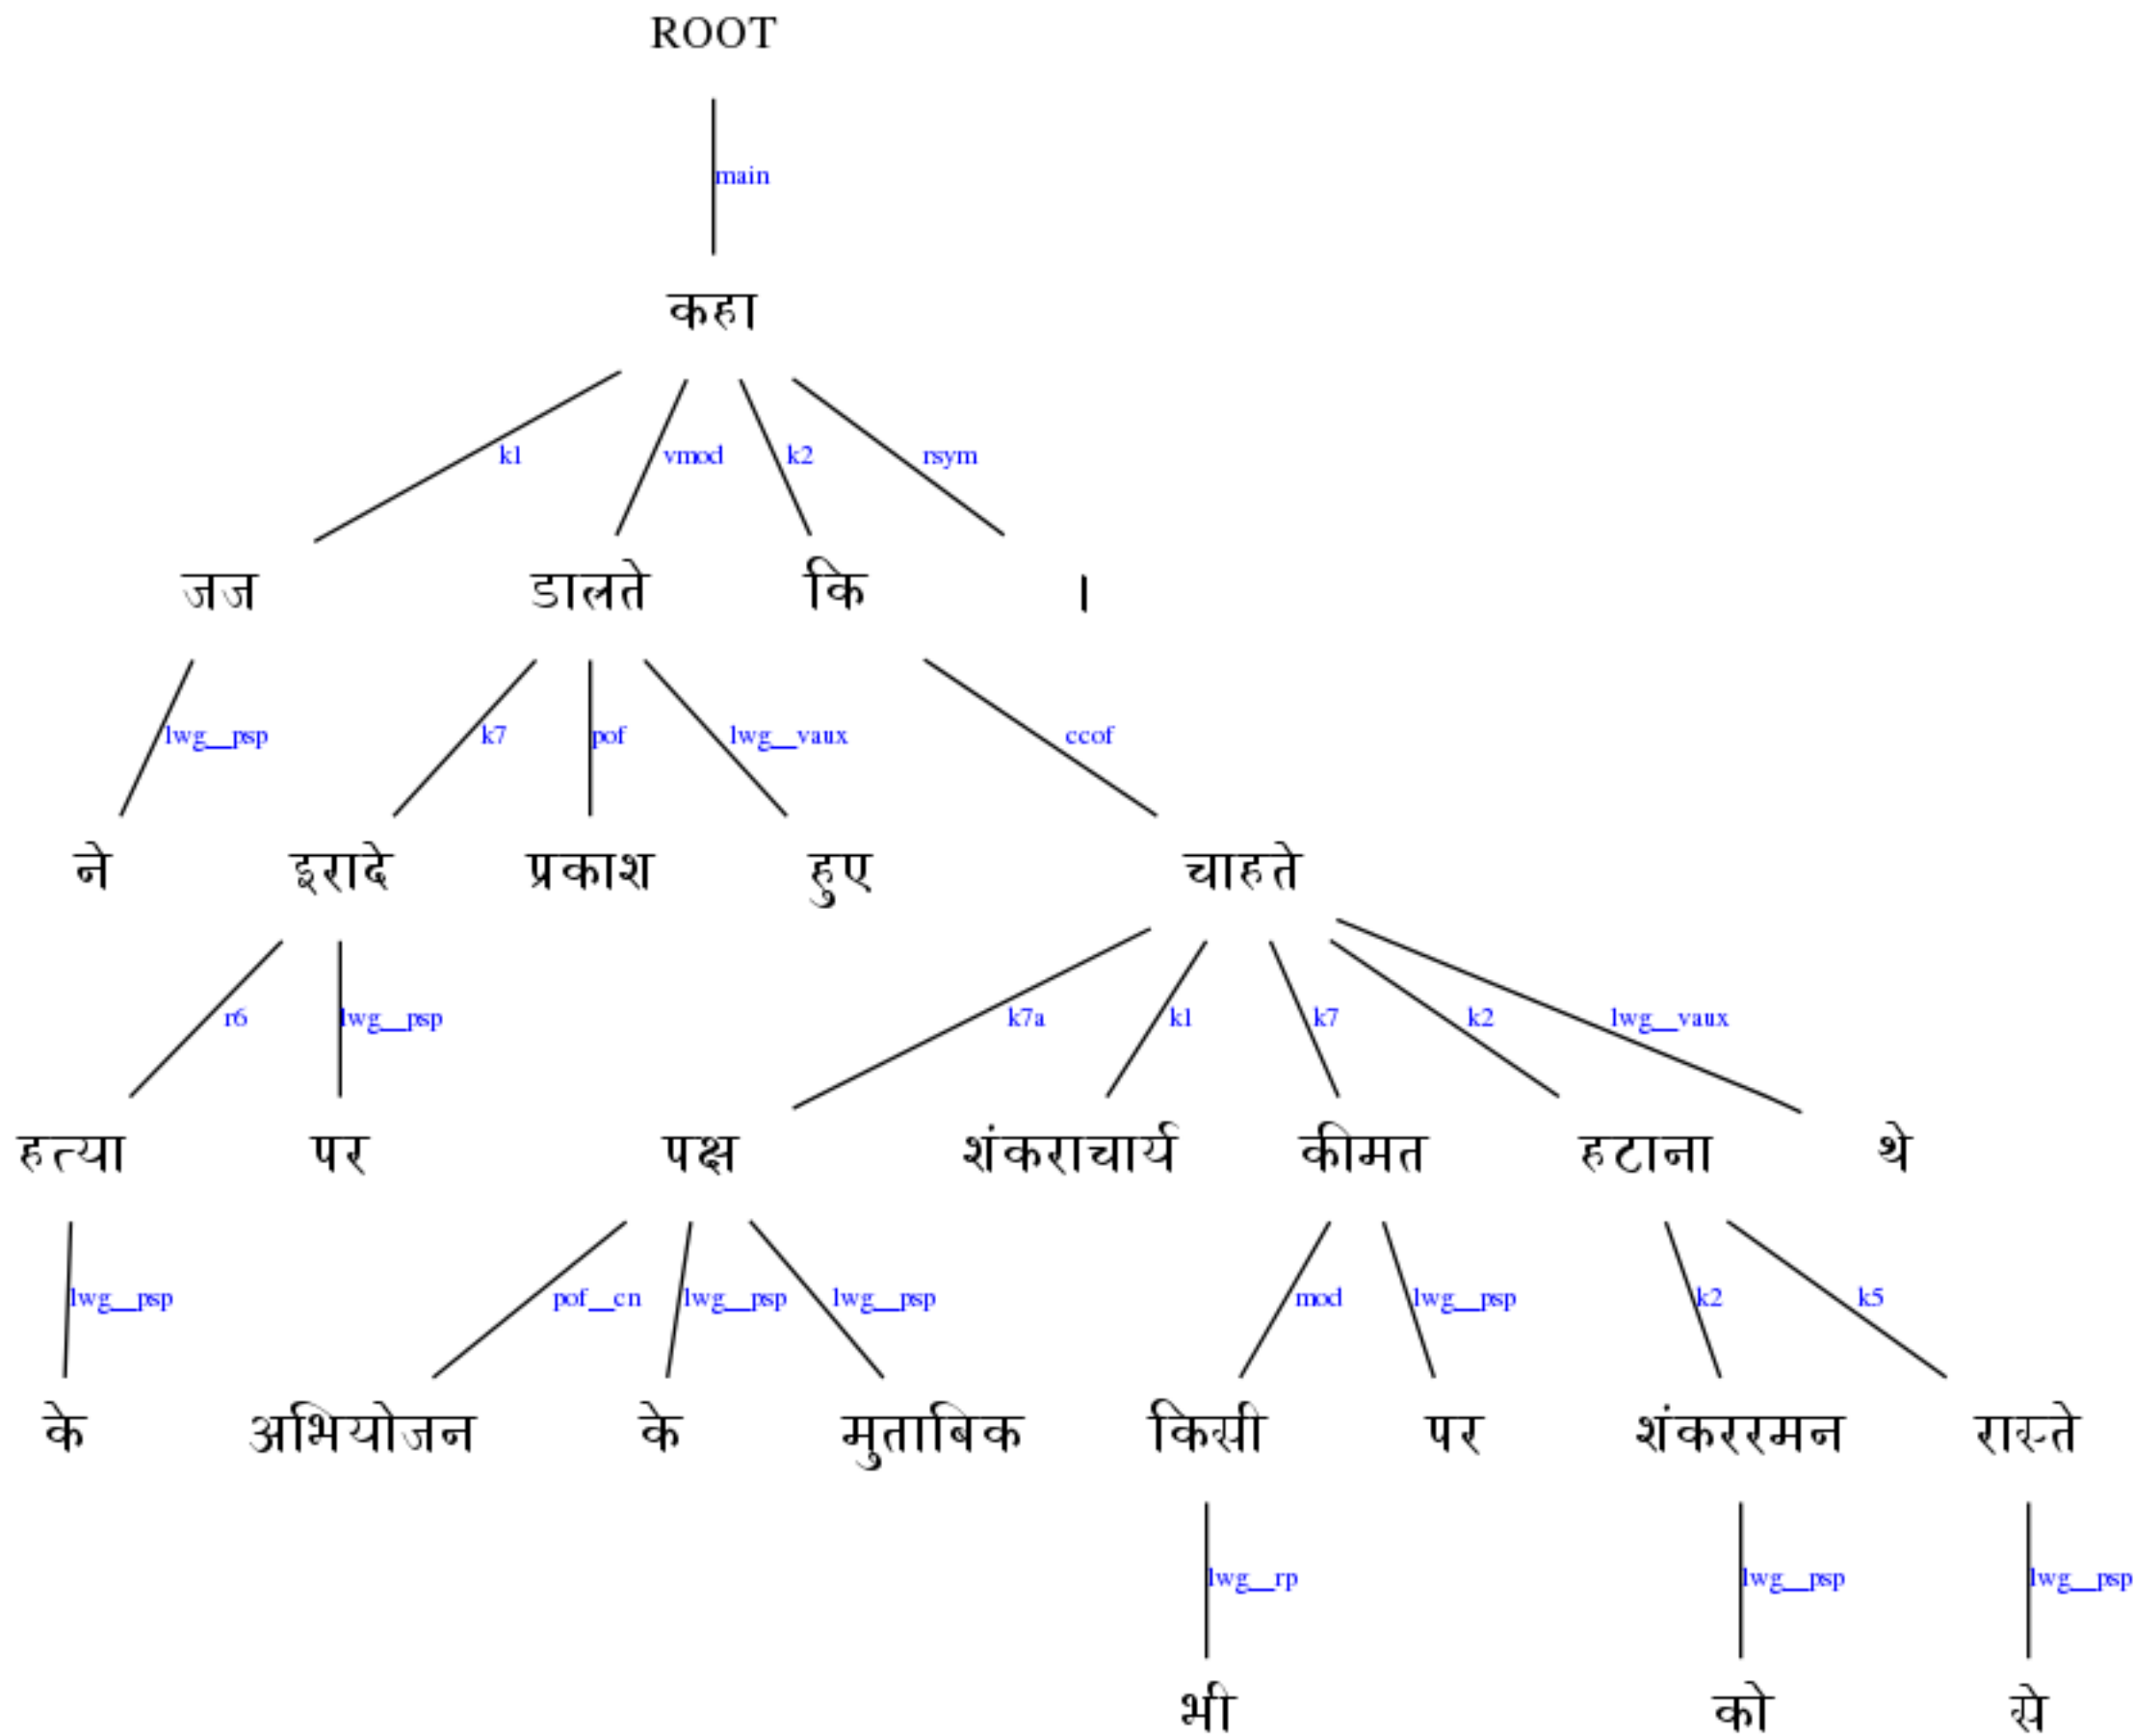 ROOT
main
कहा
k1 vmod k2 rsym
जज डालते कि ।
lwg__psp k7 pof lwg__vaux ccof
ने इरादे प्रकाश हुए चाहते
r6 lwg__psp k7a k1 k7 k2 lwg__vaux
हत्या पर पक्ष शंकराचार्य कीमत हटाना थे
lwg__psp pof__cn lwg__psp lwg__psp mod lwg__psp k2 k5
के अभियोजन के मुताबिक किसी पर शंकररमन रास्ते
lwg__rp lwg__psp lwg__psp
भी को से